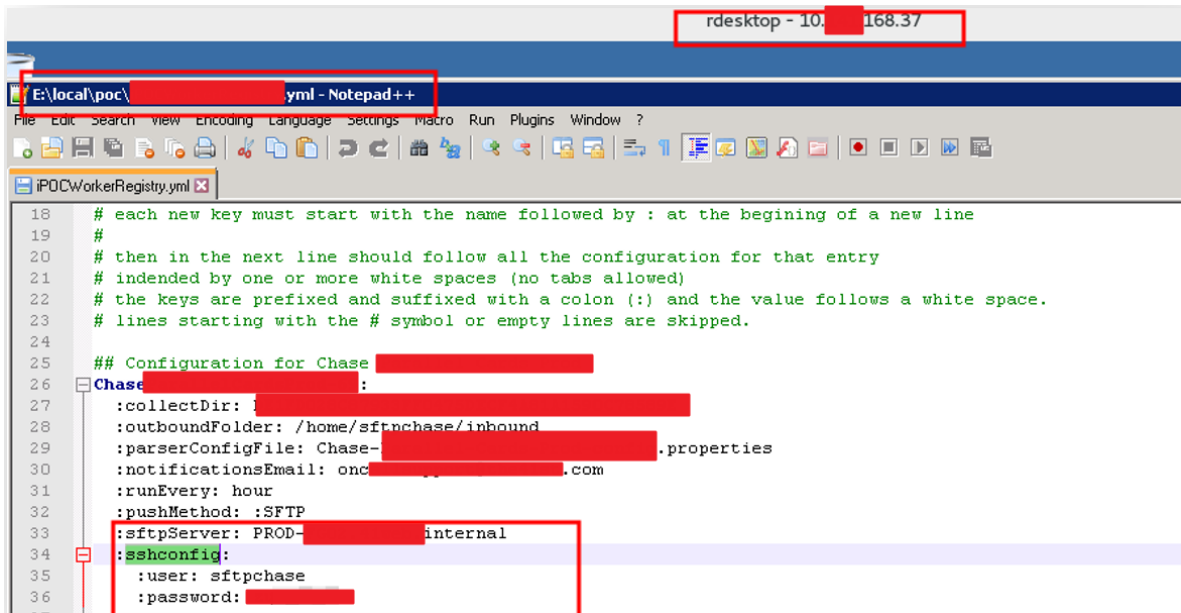 rdesktop - 10. 168.37
E:\local\poc\ .yml - Notepad++
File Edit Search View Encoding Language Settings Macro Run Plugins Window ?
iPOCWorkerRegistry.yml
18 # each new key must start with the name followed by : at the begining of a new line
19 #
20 # then in the next line should follow all the configuration for that entry
21 # indended by one or more white spaces (no tabs allowed)
22 # the keys are prefixed and suffixed with a colon (:) and the value follows a white space.
23 # lines starting with the # symbol or empty lines are skipped.
24
25 ## Configuration for Chase
26 Chase :
27 :collectDir:
28 :outboundFolder: /home/sftpchase/inbound
29 :parserConfigFile: Chase- .properties
30 :notificationsEmail: onc .com
31 :runEvery: hour
32 :pushMethod: :SFTP
33 :sftpServer: PROD- internal
34 :sshconfig:
35 :user: sftpchase
36 :password: